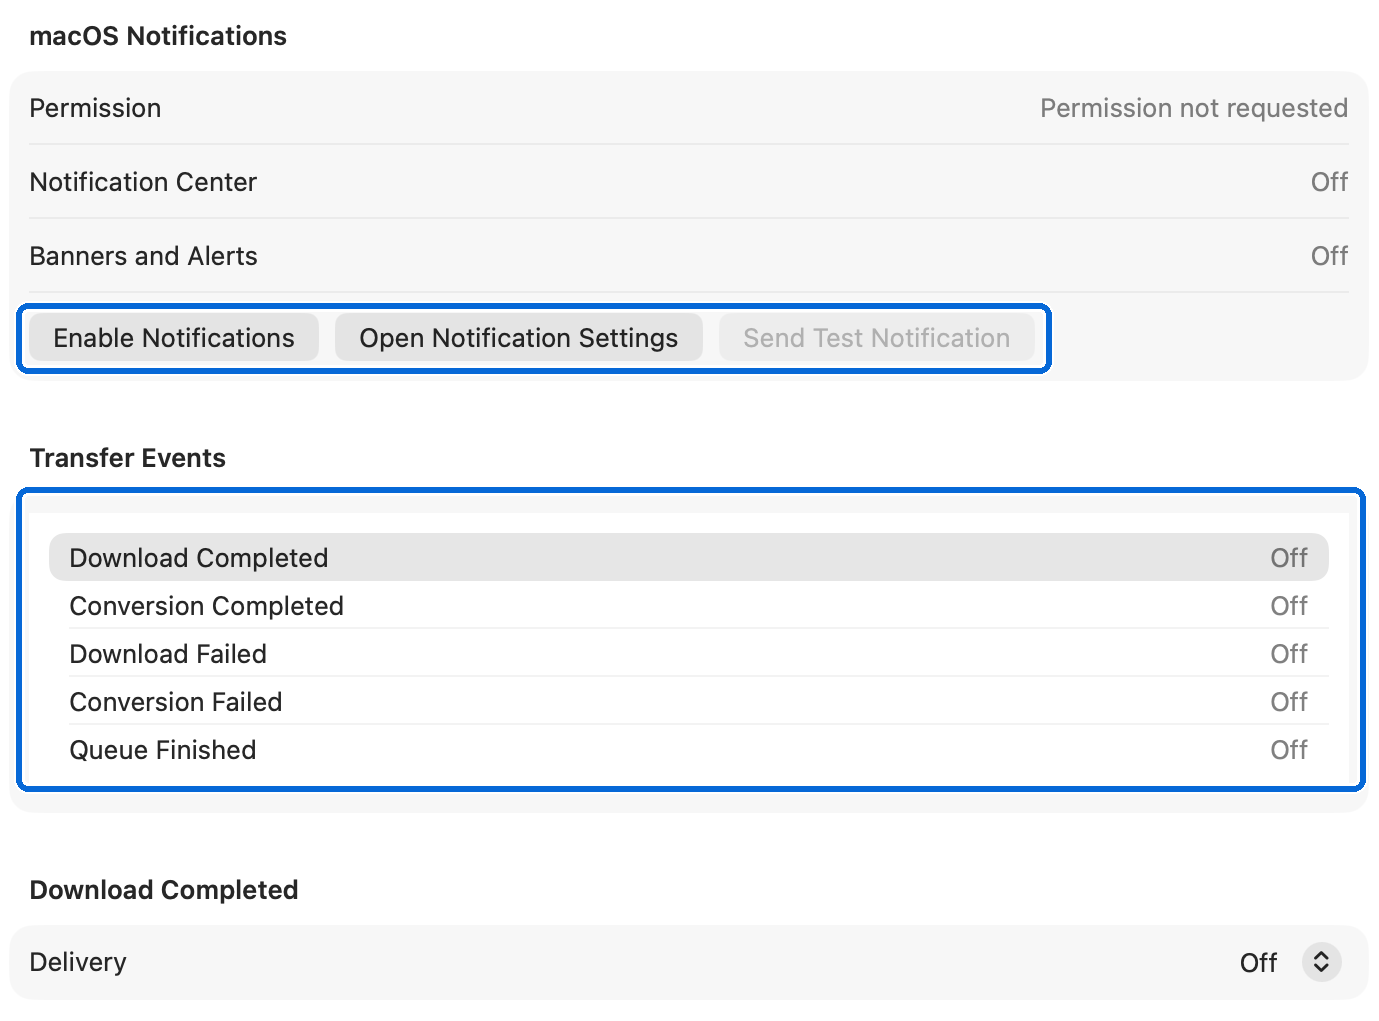 macOS Notifications
Permission Permission not requested
Notification Center Off
Banners and Alerts Off
Enable Notifications Open Notification Settings Send Test Notification
Transfer Events
Download Completed Off
Conversion Completed Off
Download Failed Off
Conversion Failed Off
Queue Finished Off
Download Completed
Delivery Off